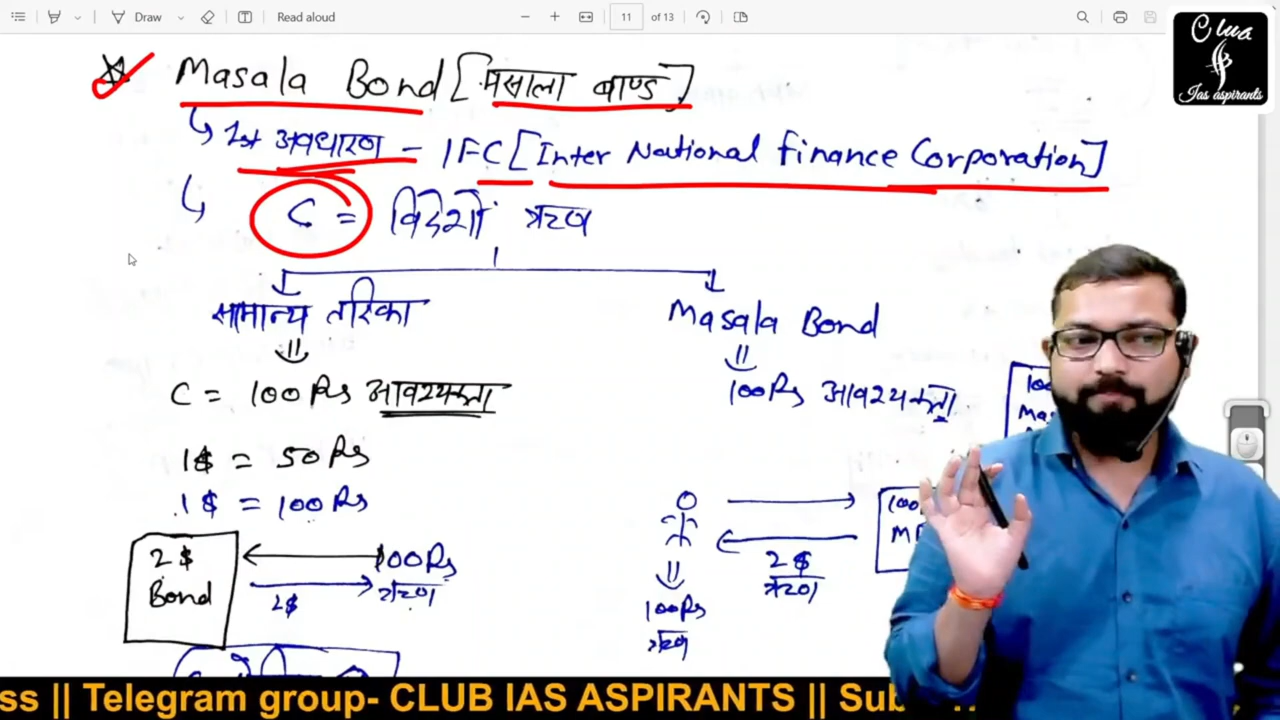 Draw
Read aloud
11
of 13
Clua
Ias aspirants
Masala Bond [मसाला बाण्ड]
1st अवधारण - IFC [Inter National finance Corporation]
C = विदेशी ऋण
सामान्य तरिका
Masala Bond
C = 100 Rs आवश्यकता
100 Rs आवश्यकता
1$ = 50 Rs
1$ = 100 Rs
2 $
Bond
100 Rs
ऋण
2$
2 $
ऋण
100 Rs
ऋण
ss || Telegram group- CLUB IAS ASPIRANTS || Sub